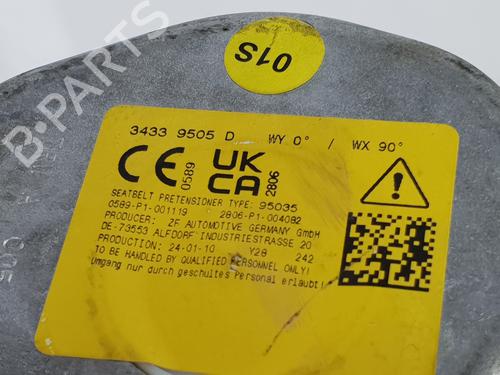 01S
B-PARTS
3433 9505 D WY 0° / WX 90°
CE 0589 UK CA 2806
SEATBELT PRETENSIONER TYPE: 95035
0589-P1-001119 2806-P1-004082
PRODUCER: ZF AUTOMOTIVE GERMANY GmbH
DE-73553 ALFDORF INDUSTRIESTRASSE 20
PRODUCTION: 24-01-10 Y28 242
TO BE HANDLED BY QUALIFIED PERSONNEL ONLY!
Umgang nur durch geschultes Personal erlaubt!